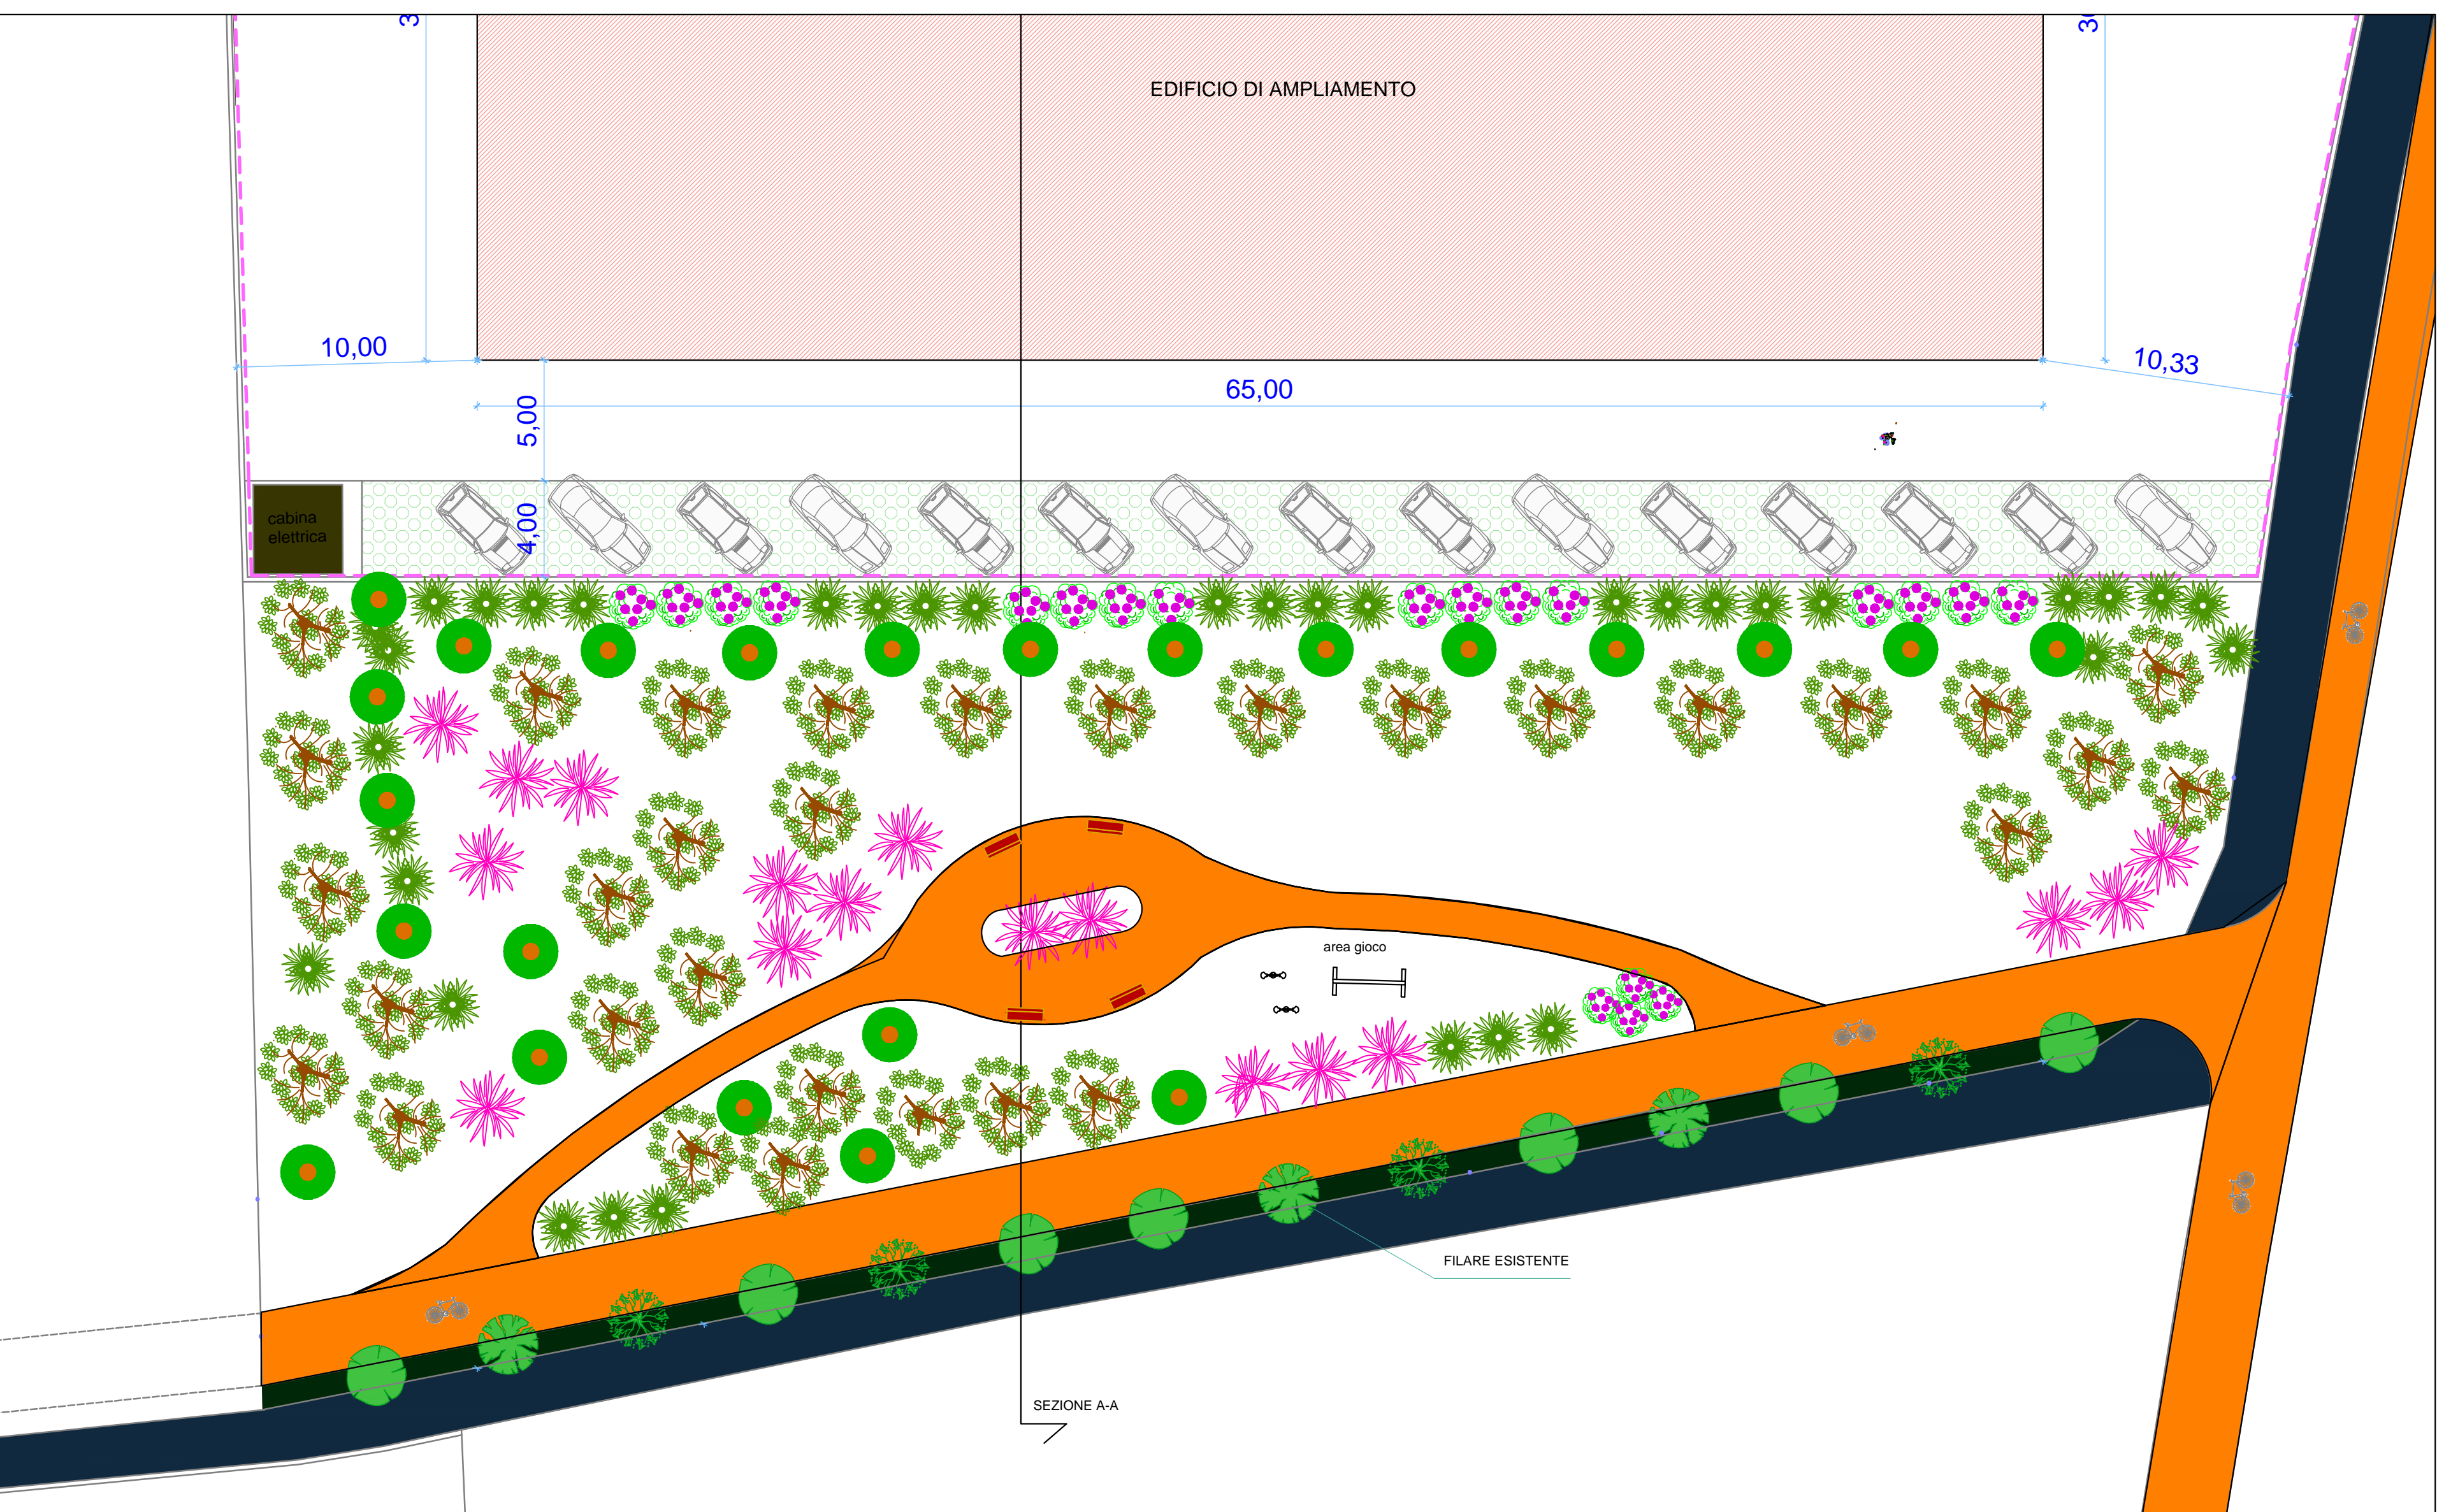 EDIFICIO DI AMPLIAMENTO
10,00
10,33
65,00
5,00
4,00
cabina
elettrica
area gioco
FILARE ESISTENTE
SEZIONE A-A